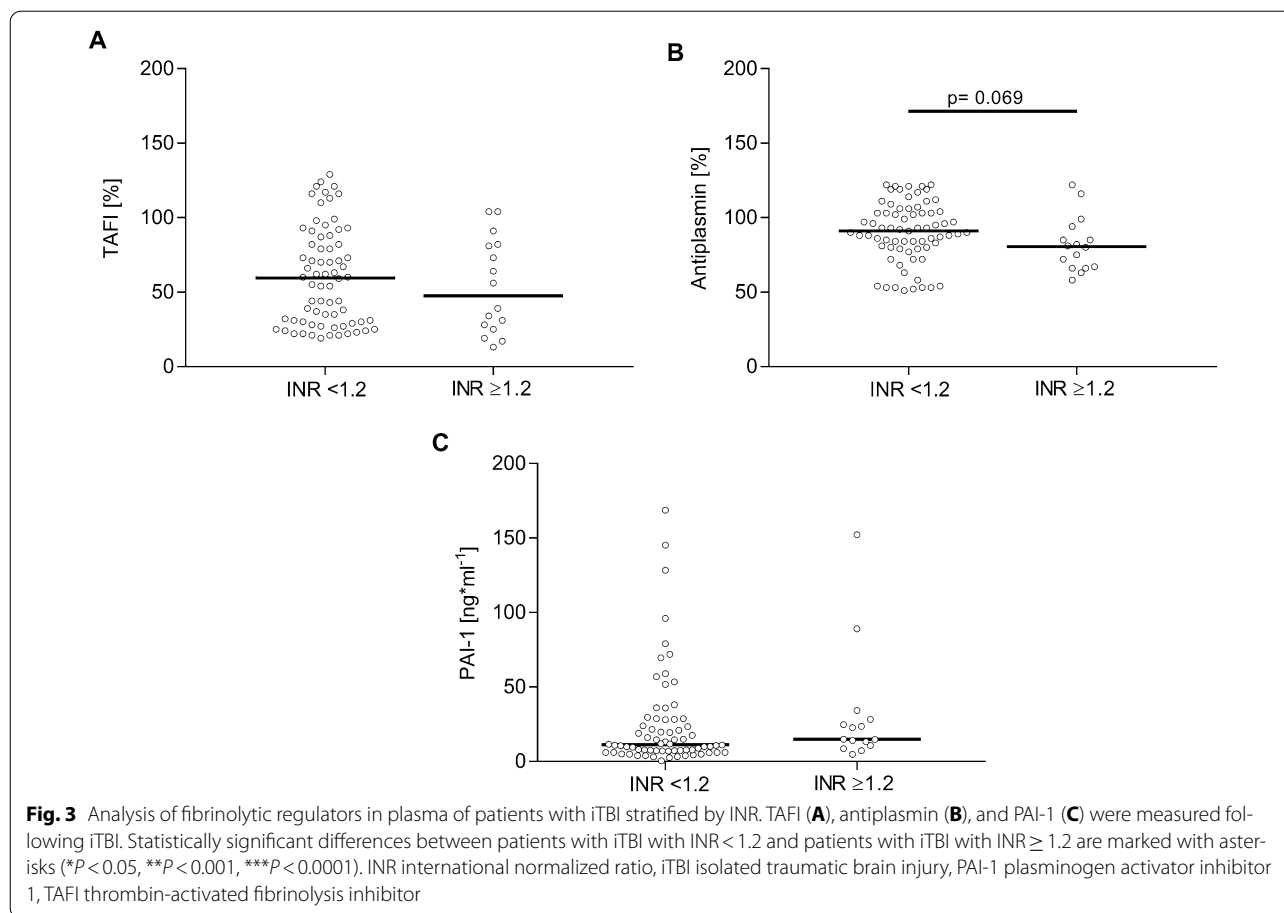 A
200
150
100
50
0
TAFI [%]
INR <1.2
INR ≥1.2
B
200
150
100
50
0
Antiplasmin [%]
p= 0.069
INR <1.2
INR ≥1.2
C
200
150
100
50
0
PAI-1 [ng*ml⁻¹]
INR <1.2
INR ≥1.2
Fig. 3 Analysis of fibrinolytic regulators in plasma of patients with iTBI stratified by INR. TAFI (A), antiplasmin (B), and PAI-1 (C) were measured fol-
lowing iTBI. Statistically significant differences between patients with iTBI with INR < 1.2 and patients with iTBI with INR ≥ 1.2 are marked with aster-
isks (*P < 0.05, **P < 0.001, ***P < 0.0001). INR international normalized ratio, iTBI isolated traumatic brain injury, PAI-1 plasminogen activator inhibitor
1, TAFI thrombin-activated fibrinolysis inhibitor